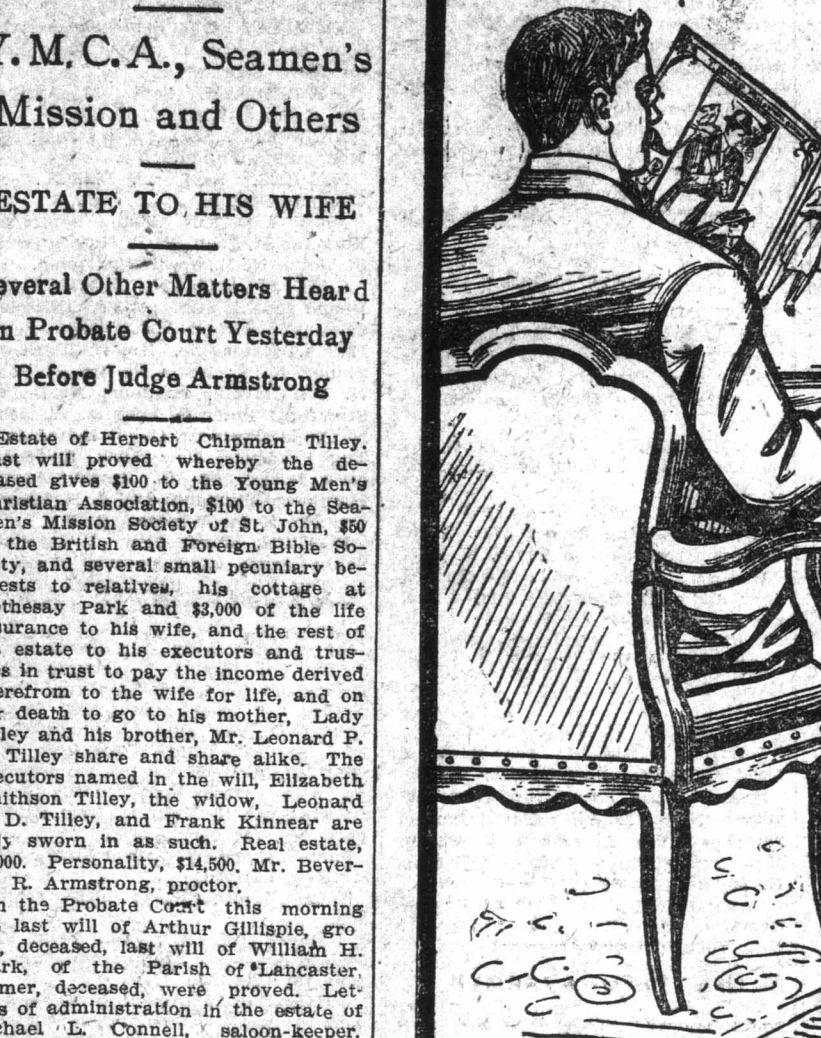 Y. M. C. A., Seamen's
Mission and Others
ESTATE TO HIS WIFE
everal Other Matters Heard
n Probate Court Yesterday
Before Judge Armstrong
Estate of Herbert Chipman Tilley.
ast will proved whereby the de-
ased gives $100 to the Young Men's
hristian Association, $100 to the Sea-
en's Mission Society of St. John, $50
the British and Foreign Bible So-
ty, and several small pecuniary be-
ests to relatives, his cottage at
othesay Park and $3,000 of the life
surance to his wife, and the rest of
estate to his executors and trus-
s in trust to pay the income derived
erefrom to the wife for life, and on
r death to go to his mother, Lady
ley and his brother, Mr. Leonard P.
Tilley share and share alike. The
ecutors named in the will, Elizabeth
ithson Tilley, the widow, Leonard
D. Tilley, and Frank Kinnear are
ly sworn in as such. Real estate,
000. Personality, $14,500. Mr. Bever-
R. Armstrong, proctor.
n the Probate Court this morning
last will of Arthur Gillispie, gro
, deceased, last will of William H.
rk, of the Parish of Lancaster,
mer, deceased, were proved. Let-
s of administration in the estate of
chael L. Connell, saloon-keeper,